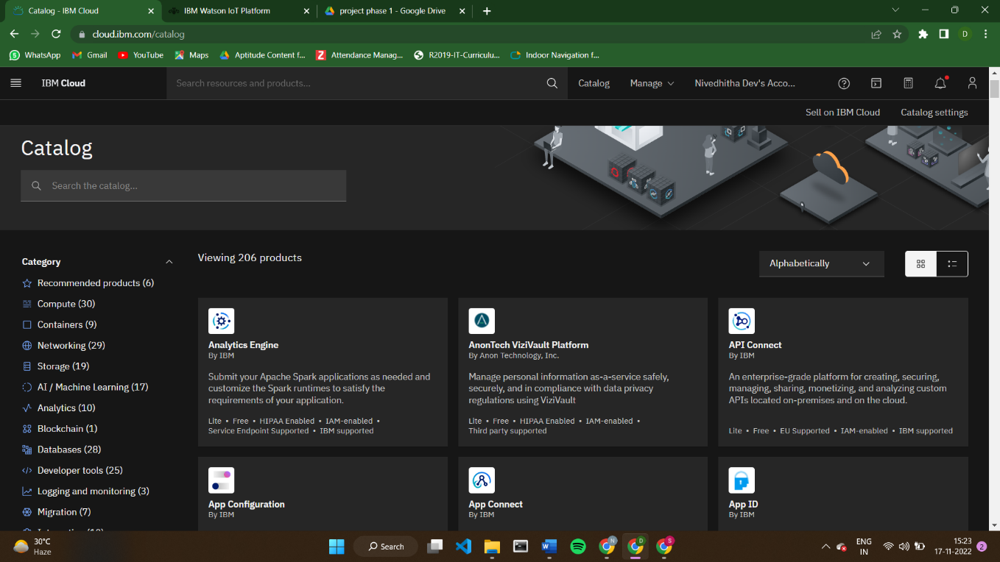 Catalog - IBM Cloud
IBM Watson IoT Platform
project phase 1 - Google Drive
cloud.ibm.com/catalog
D
WhatsApp
Gmail
YouTube
Maps
Aptitude Content f...
Attendance Manag...
R2019-IT-Curriculu...
Indoor Navigation f...
IBM Cloud
Search resources and products...
Catalog
Manage
Nivedhitha Dev's Acco...
Sell on IBM Cloud
Catalog settings
Catalog
Search the catalog...
Category
Recommended products (6)
Compute (30)
Containers (9)
Networking (29)
Storage (19)
AI / Machine Learning (17)
Analytics (10)
Blockchain (1)
Databases (28)
Developer tools (25)
Logging and monitoring (3)
Migration (7)
Viewing 206 products
Alphabetically
Analytics Engine
By IBM
Submit your Apache Spark applications as needed and
customize the Spark runtimes to satisfy the
requirements of your application.
Lite • Free • HIPAA Enabled • IAM-enabled •
Service Endpoint Supported • IBM supported
AnonTech ViziVault Platform
By Anon Technology, Inc.
Manage personal information as-a-service safely,
securely, and in compliance with data privacy
regulations using ViziVault
Lite • Free • HIPAA Enabled • IAM-enabled •
Third party supported
API Connect
By IBM
An enterprise-grade platform for creating, securing,
managing, sharing, monetizing, and analyzing custom
APIs located on-premises and on the cloud.
Lite • Free • EU Supported • IAM-enabled • IBM supported
App Configuration
By IBM
App Connect
By IBM
App ID
By IBM
30°C
Haze
Search
N
D
S
ENG
IN
15:23
17-11-2022
2